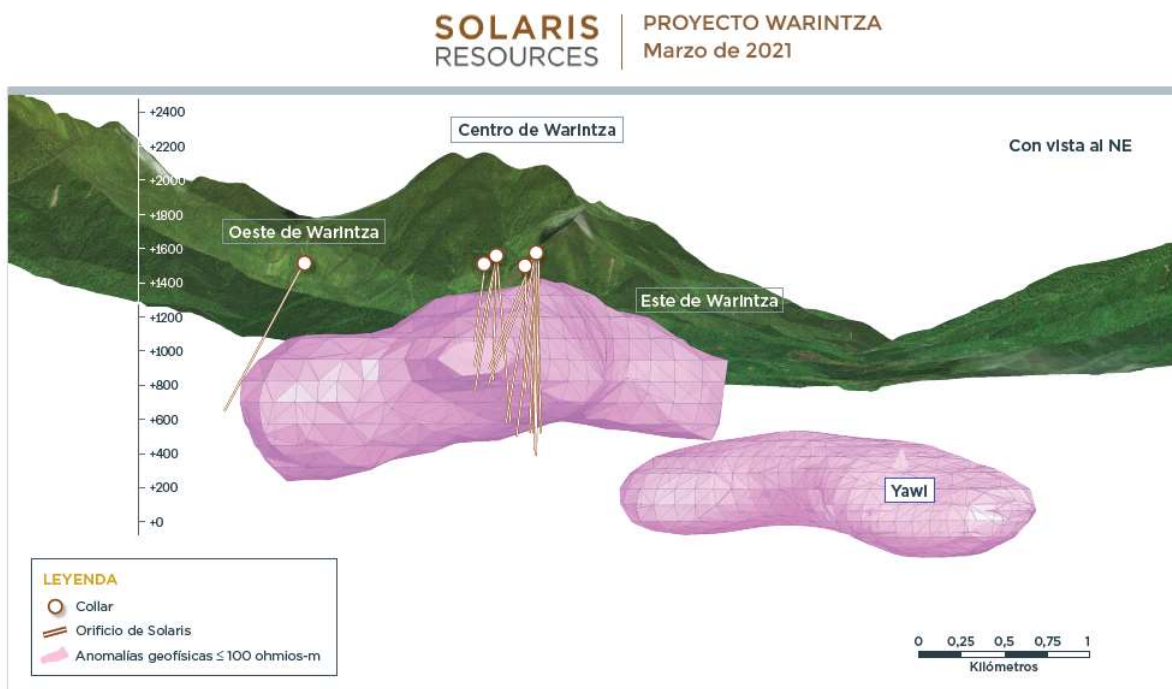 SOLARIS
RESOURCES
PROYECTO WARINTZA
Marzo de 2021
+2400
+2200
+2000
+1800
+1600
+1400
+1200
+1000
+800
+600
+400
+200
+0
Centro de Warintza
Con vista al NE
Oeste de Warintza
Este de Warintza
Yawi
LEYENDA
Collar
Orificio de Solaris
Anomalías geofísicas ≤ 100 ohmios-m
0 0,25 0,5 0,75 1
Kilómetros